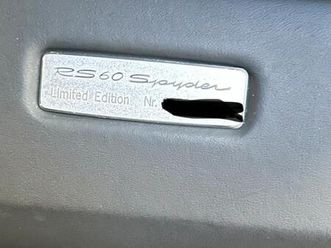 RS60 Spyder
Limited Edition Nr.